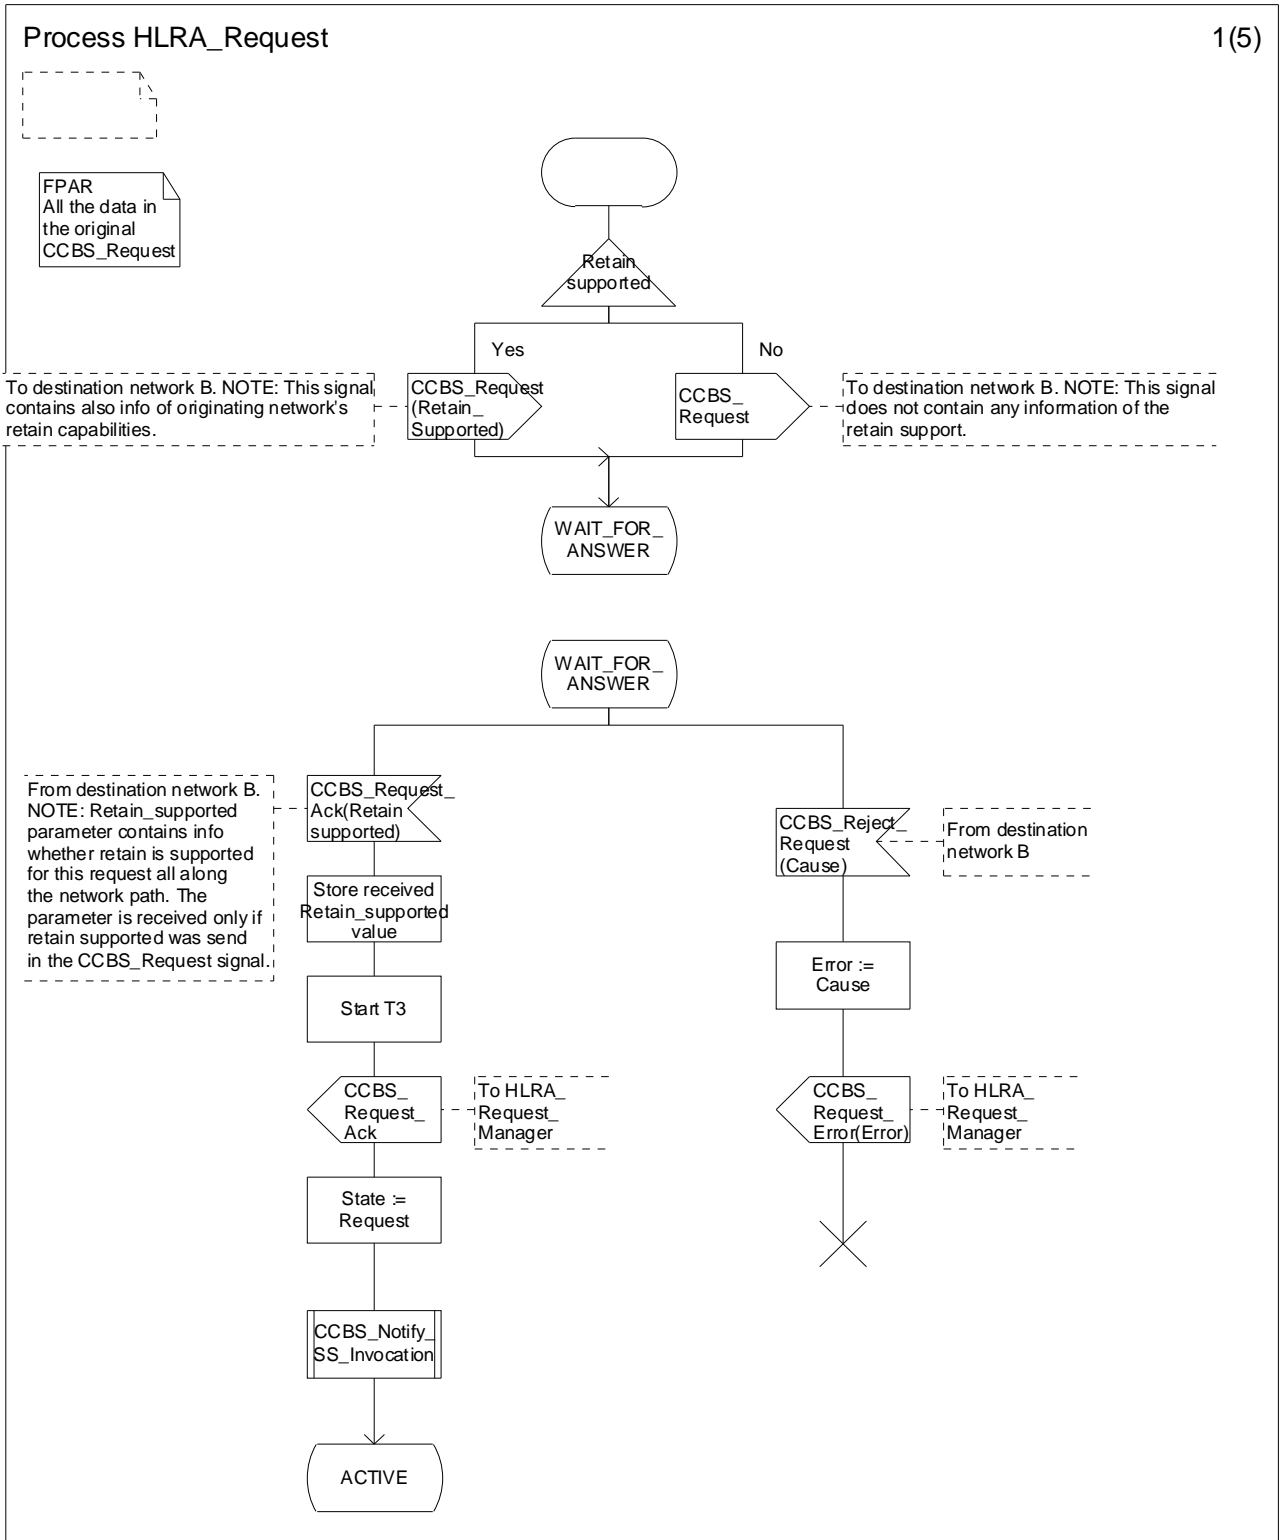 Process HLRA_Request
1(5)
FPAR
All the data in
the original
CCBS_Request
Retain
supported
Yes
No
To destination network B. NOTE: This signal
contains also info of originating network's
retain capabilities.
CCBS_Request
(Retain_
Supported)
CCBS_
Request
To destination network B. NOTE: This signal
does not contain any information of the
retain support.
WAIT_FOR_
ANSWER
WAIT_FOR_
ANSWER
From destination network B.
NOTE: Retain_supported
parameter contains info
whether retain is supported
for this request all along
the network path. The
parameter is received only if
retain supported was send
in the CCBS_Request signal.
CCBS_Request_
Ack(Retain
supported)
CCBS_Reject_
Request
(Cause)
From destination
network B
Store received
Retain_supported
value
Error :=
Cause
Start T3
CCBS_
Request_
Ack
To HLRA_
Request_
Manager
CCBS_
Request_
Error(Error)
To HLRA_
Request_
Manager
State :=
Request
CCBS_Notify_
SS_Invocation
ACTIVE